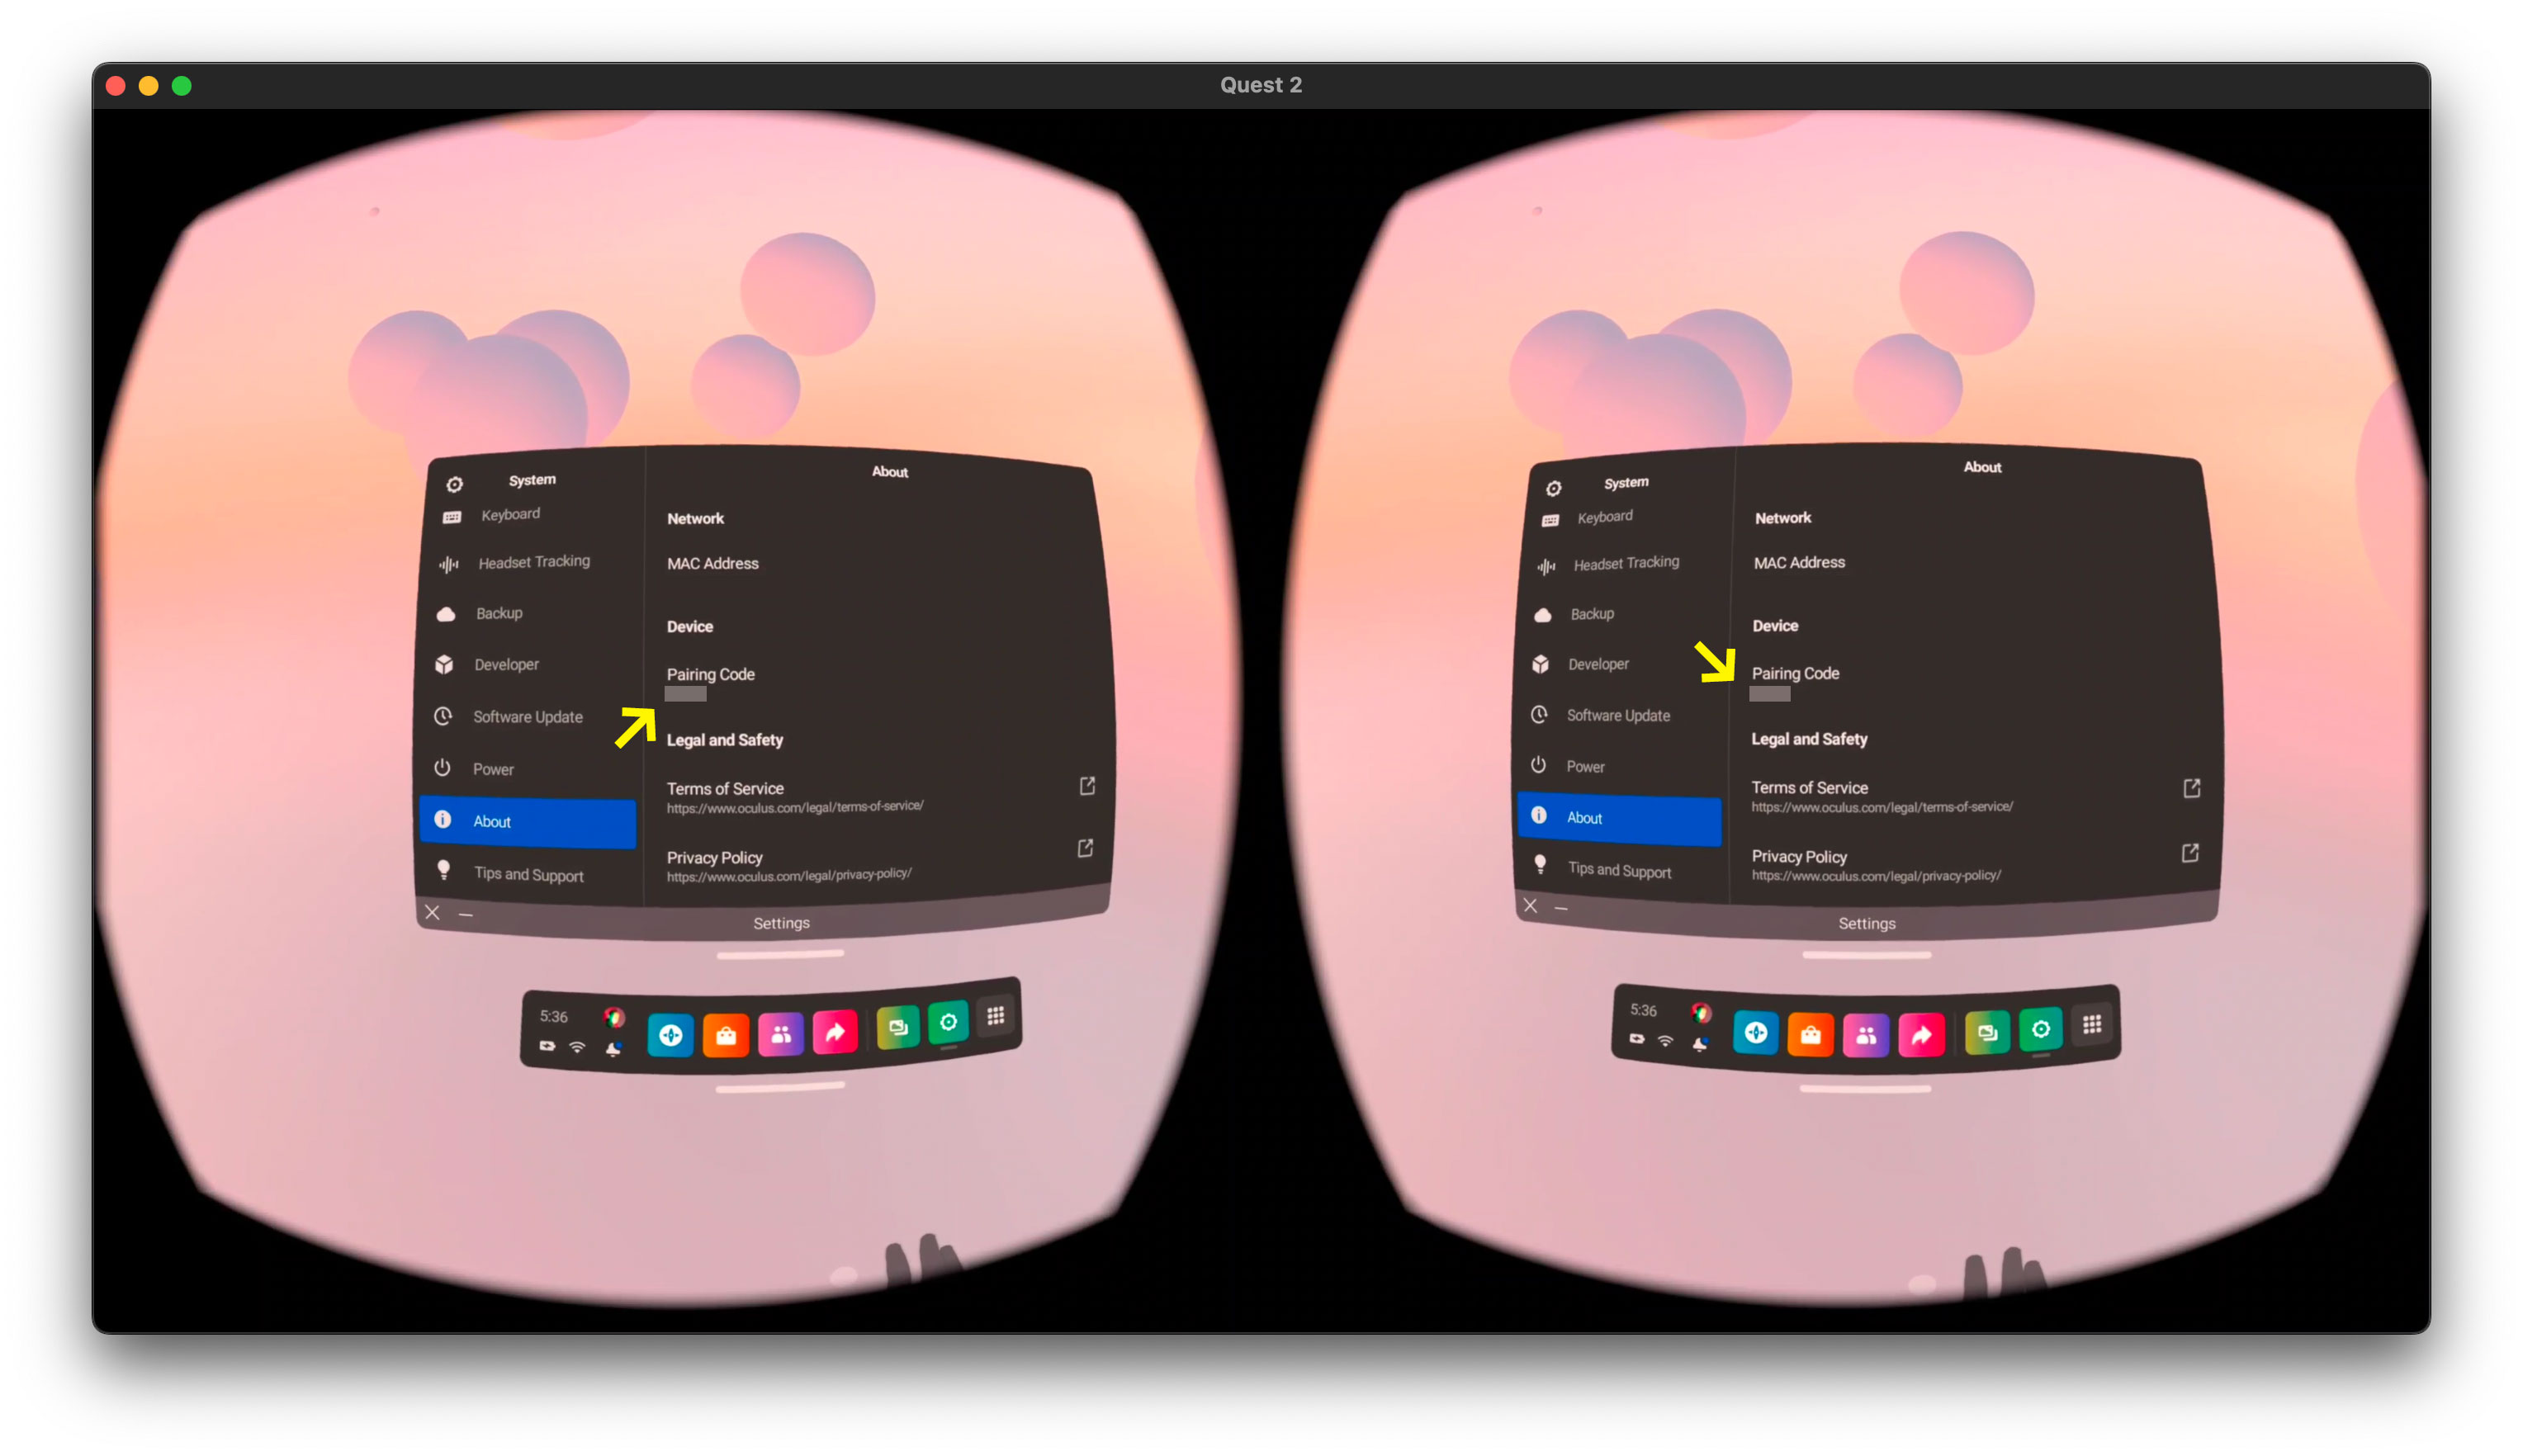 Quest 2
System
Keyboard
Headset Tracking
Backup
Developer
Software Update
Power
About
Tips and Support
About
Network
MAC Address
Device
Pairing Code
Legal and Safety
Terms of Service
https://www.oculus.com/legal/terms-of-service/
Privacy Policy
https://www.oculus.com/legal/privacy-policy/
Settings
5:36
System
Keyboard
Headset Tracking
Backup
Developer
Software Update
Power
About
Tips and Support
About
Network
MAC Address
Device
Pairing Code
Legal and Safety
Terms of Service
https://www.oculus.com/legal/terms-of-service/
Privacy Policy
https://www.oculus.com/legal/privacy-policy/
Settings
5:36